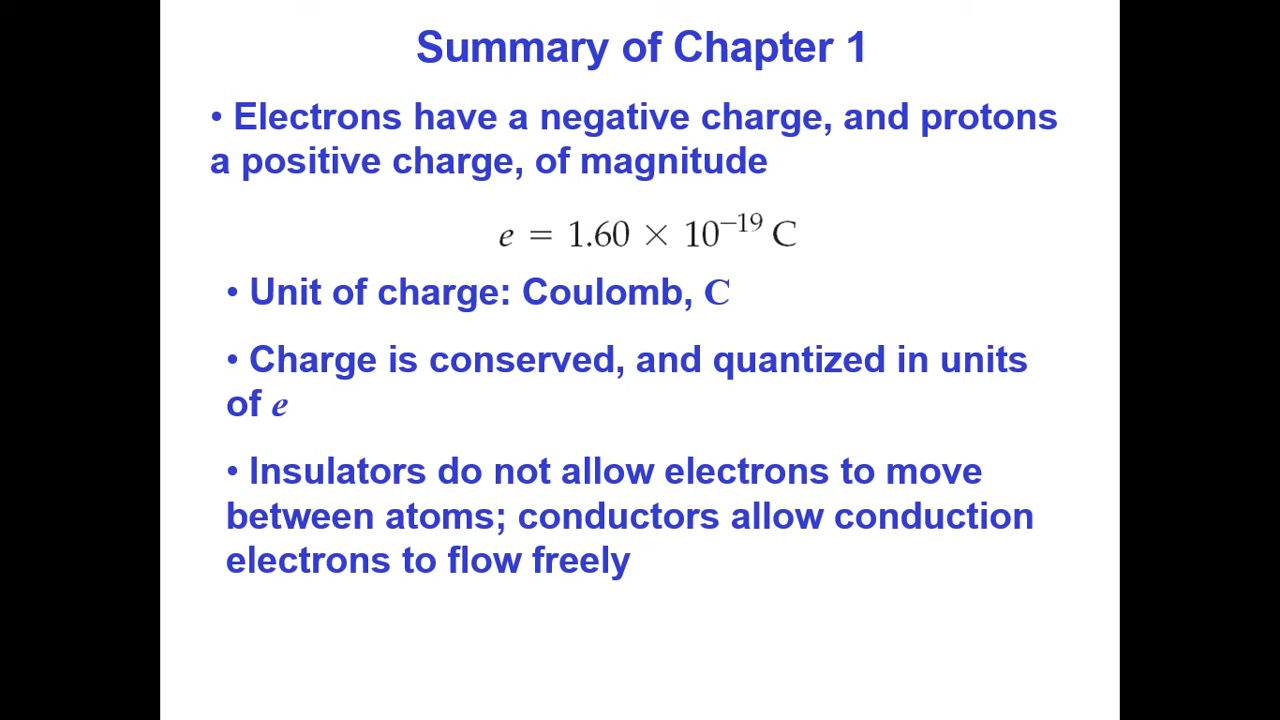 Summary of Chapter 1
• Electrons have a negative charge, and protons
a positive charge, of magnitude
e = 1.60 × 10⁻¹⁹ C
• Unit of charge: Coulomb, C
• Charge is conserved, and quantized in units
of e
• Insulators do not allow electrons to move
between atoms; conductors allow conduction
electrons to flow freely